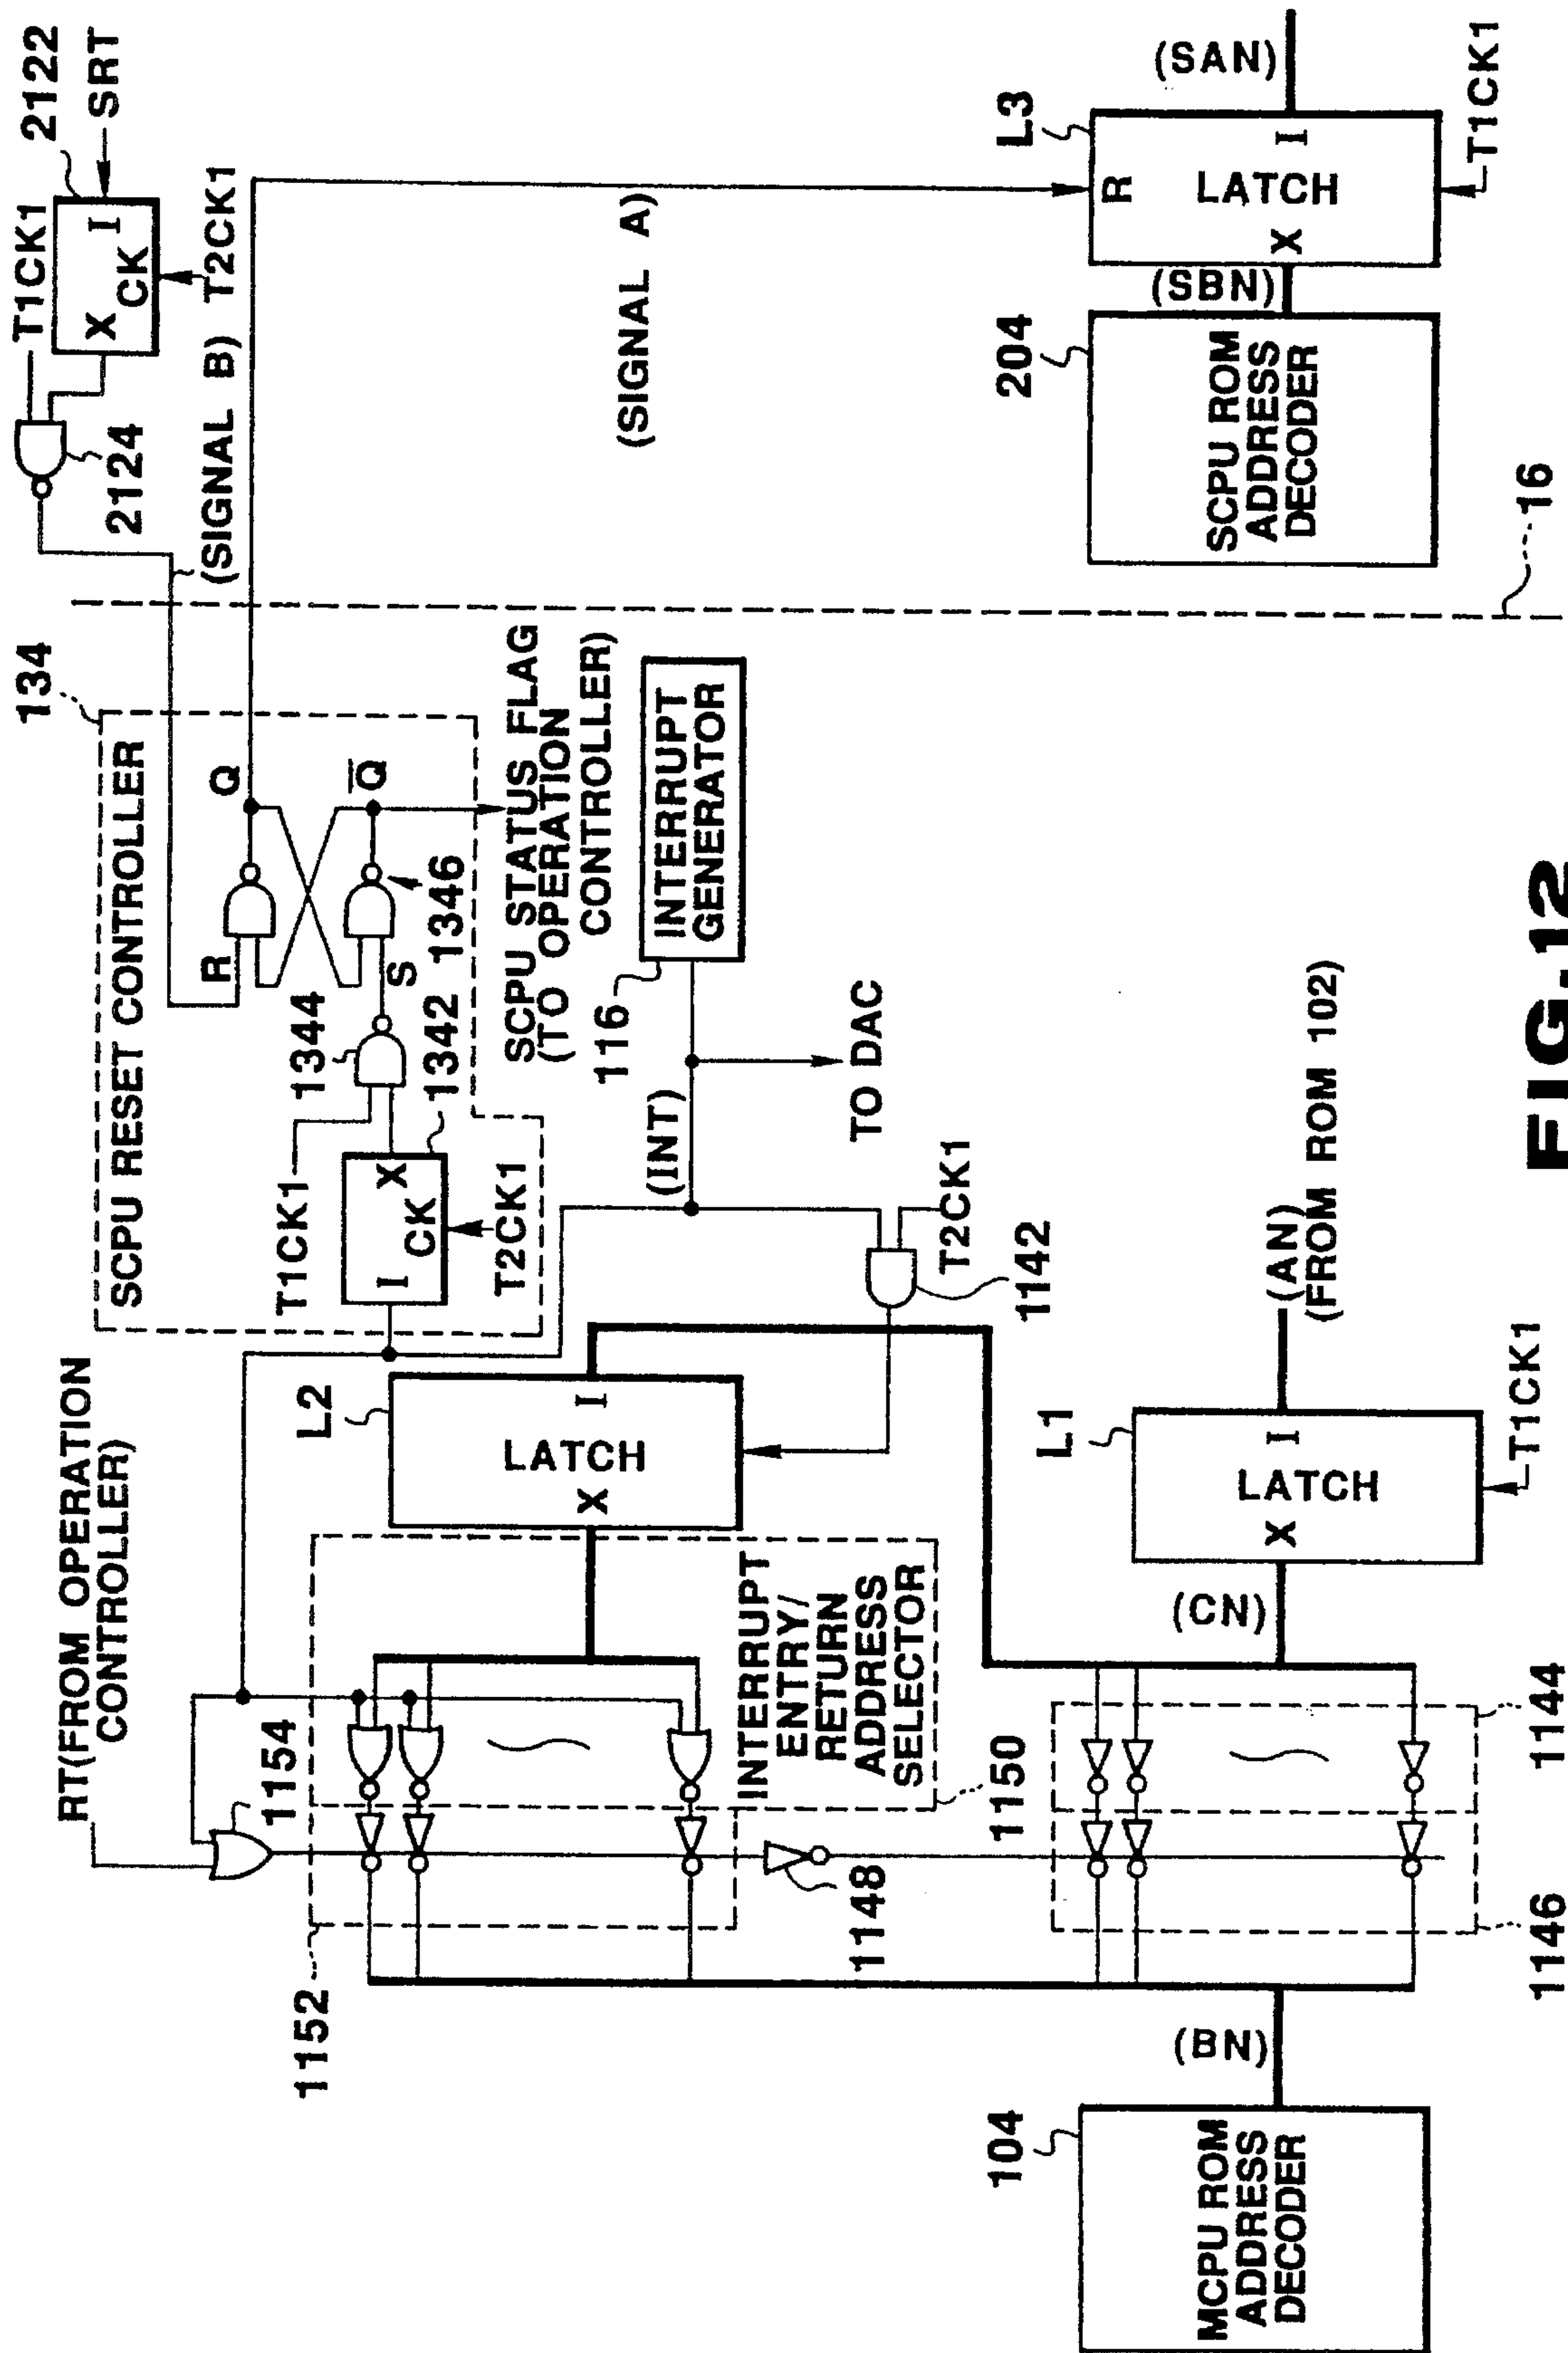 2122
SRT
T1CK1
X
I
CK
T2CK1
2124
(SIGNAL B)
(SIGNAL A)
L3
(SAN)
R
I
LATCH
X
T1CK1
(SBN)
204
SCPU ROM
ADDRESS
DECODER
16
134
SCPU RESET CONTROLLER
Q
Q
R
S
1346
1344
1342
T1CK1
X
CK
I
T2CK1
SCPU STATUS FLAG
(TO OPERATION
CONTROLLER)
116
INTERRUPT
GENERATOR
(INT)
TO DAC
T2CK1
1142
RT(FROM OPERATION
CONTROLLER)
L2
I
LATCH
X
1154
INTERRUPT
ENTRY/
RETURN
ADDRESS
SELECTOR
1150
1152
1148
(AN)
(FROM ROM 102)
L1
I
LATCH
X
T1CK1
(CN)
1144
1146
(BN)
104
MCPU ROM
ADDRESS
DECODER
FIG.12